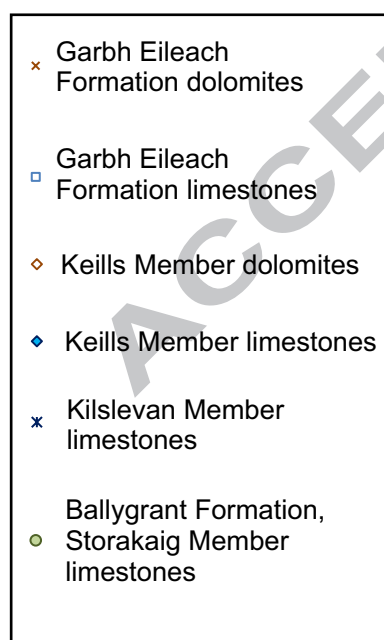 Garbh Eileach
Formation dolomites
Garbh Eileach
Formation limestones
Keills Member dolomites
Keills Member limestones
Kilslevan Member
limestones
Ballygrant Formation,
Storakaig Member
limestones
ACCE